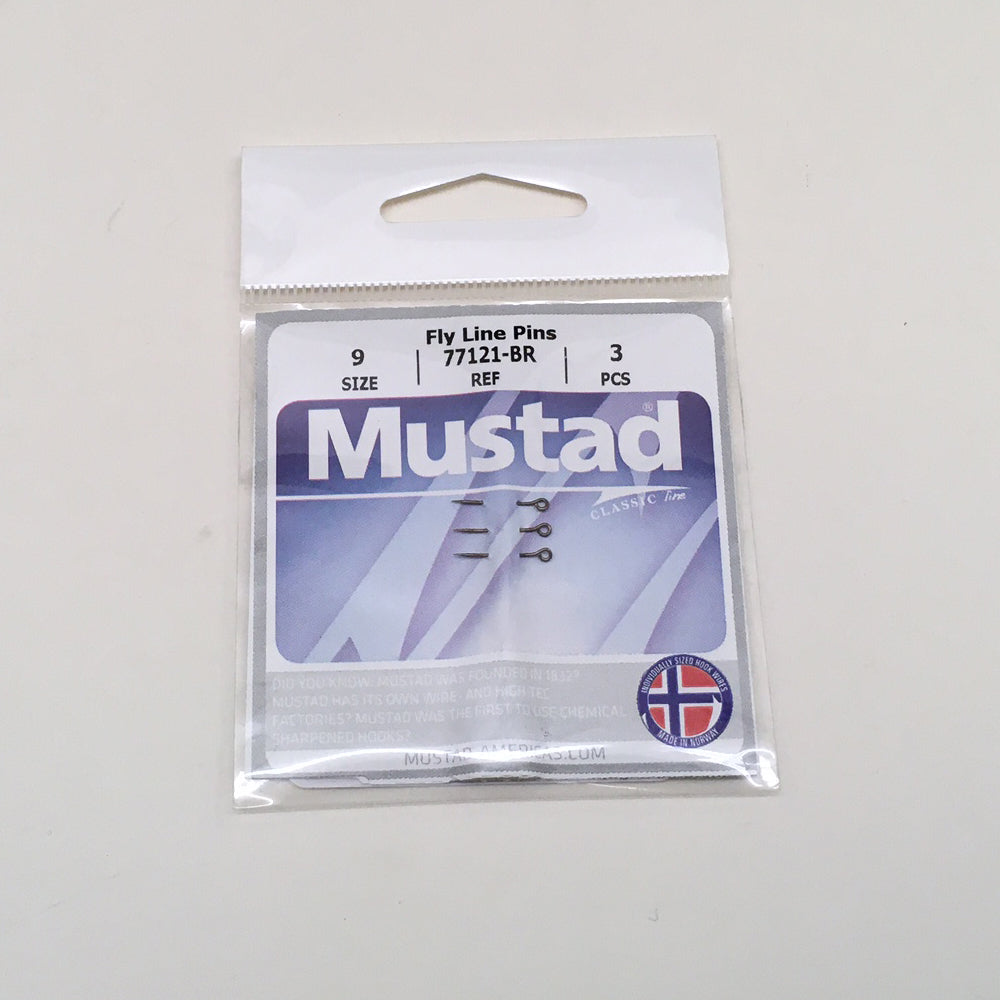 Fly Line Pins
9 77121-BR 3
SIZE REF PCS
Mustad®
CLASSIC line
DID YOU KNOW: MUSTAD WAS FOUNDED IN 1832?
MUSTAD HAS ITS OWN WIRE- AND HIGH TEC
FACTORIES? MUSTAD WAS THE FIRST TO USE CHEMICAL
SHARPENED HOOKS?
MUSTAD-AMERICAS.COM
INDIVIDUALLY SIZED HOOK WIRES
MADE IN NORWAY